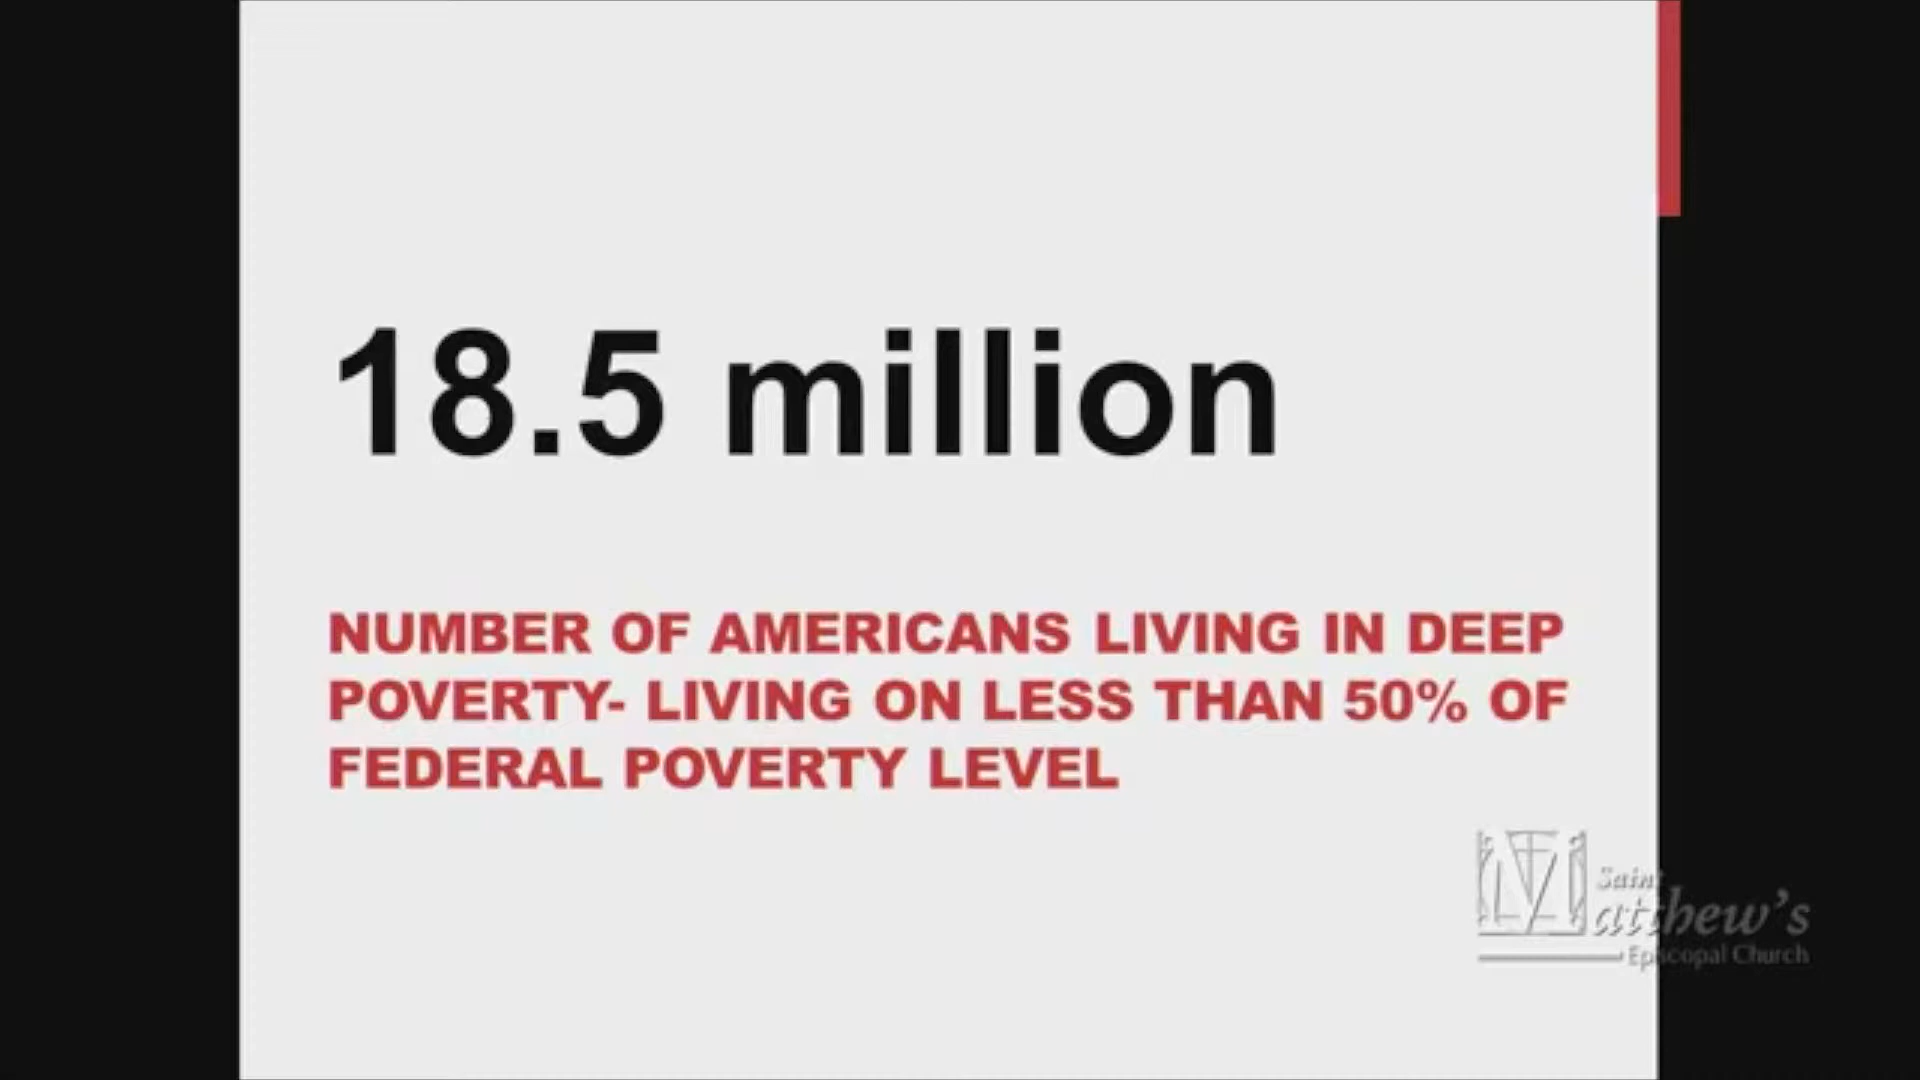 18.5 million
NUMBER OF AMERICANS LIVING IN DEEP
POVERTY- LIVING ON LESS THAN 50% OF
FEDERAL POVERTY LEVEL
Saint
Matthew's
Episcopal Church